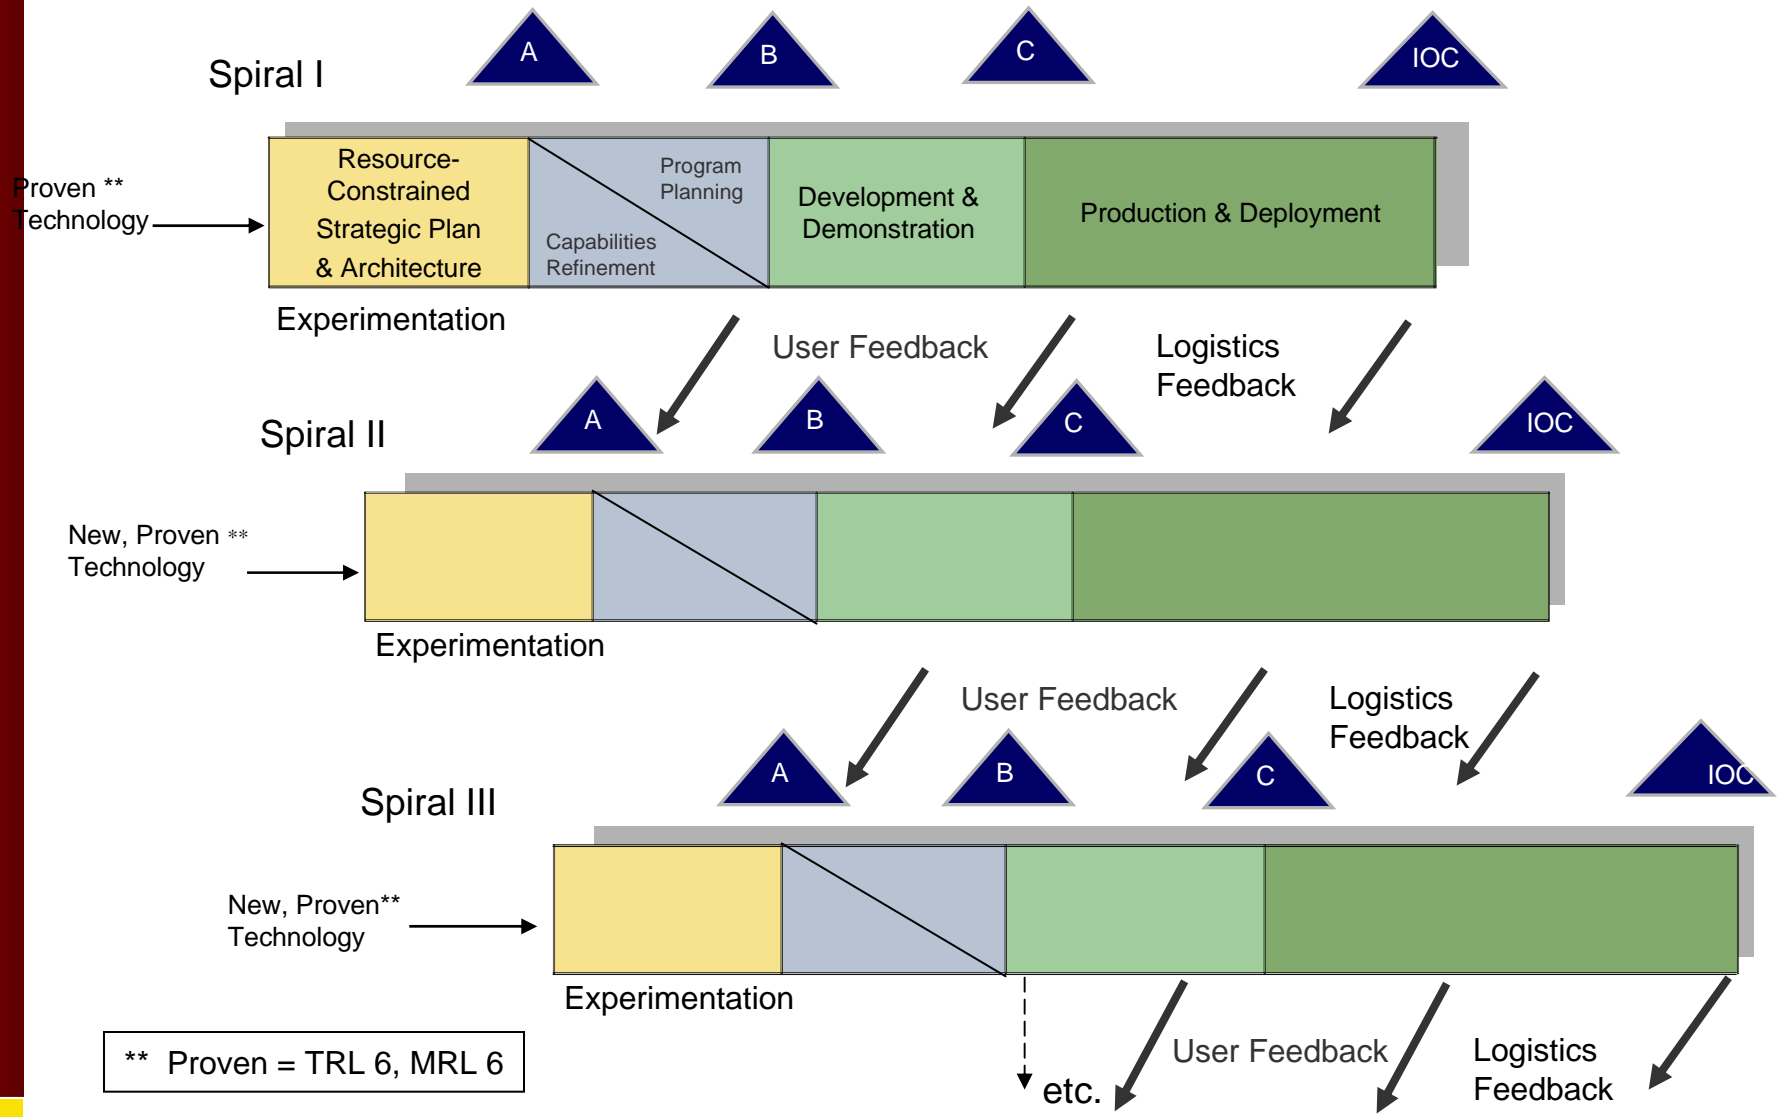 A
B
C
IOC
Spiral I
Proven **
Technology
Resource-
Constrained
Strategic Plan
& Architecture
Program
Planning
Capabilities
Refinement
Development &
Demonstration
Production & Deployment
Experimentation
User Feedback
Logistics
Feedback
A
B
C
IOC
Spiral II
New, Proven **
Technology
Experimentation
User Feedback
Logistics
Feedback
A
B
C
IOC
Spiral III
New, Proven**
Technology
Experimentation
User Feedback
Logistics
Feedback
etc.
** Proven = TRL 6, MRL 6